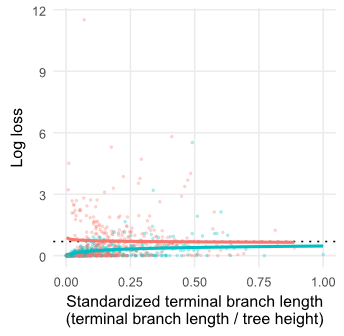 12
9
6
3
0
Log loss
0.00 0.25 0.50 0.75 1.00
Standardized terminal branch length
(terminal branch length / tree height)